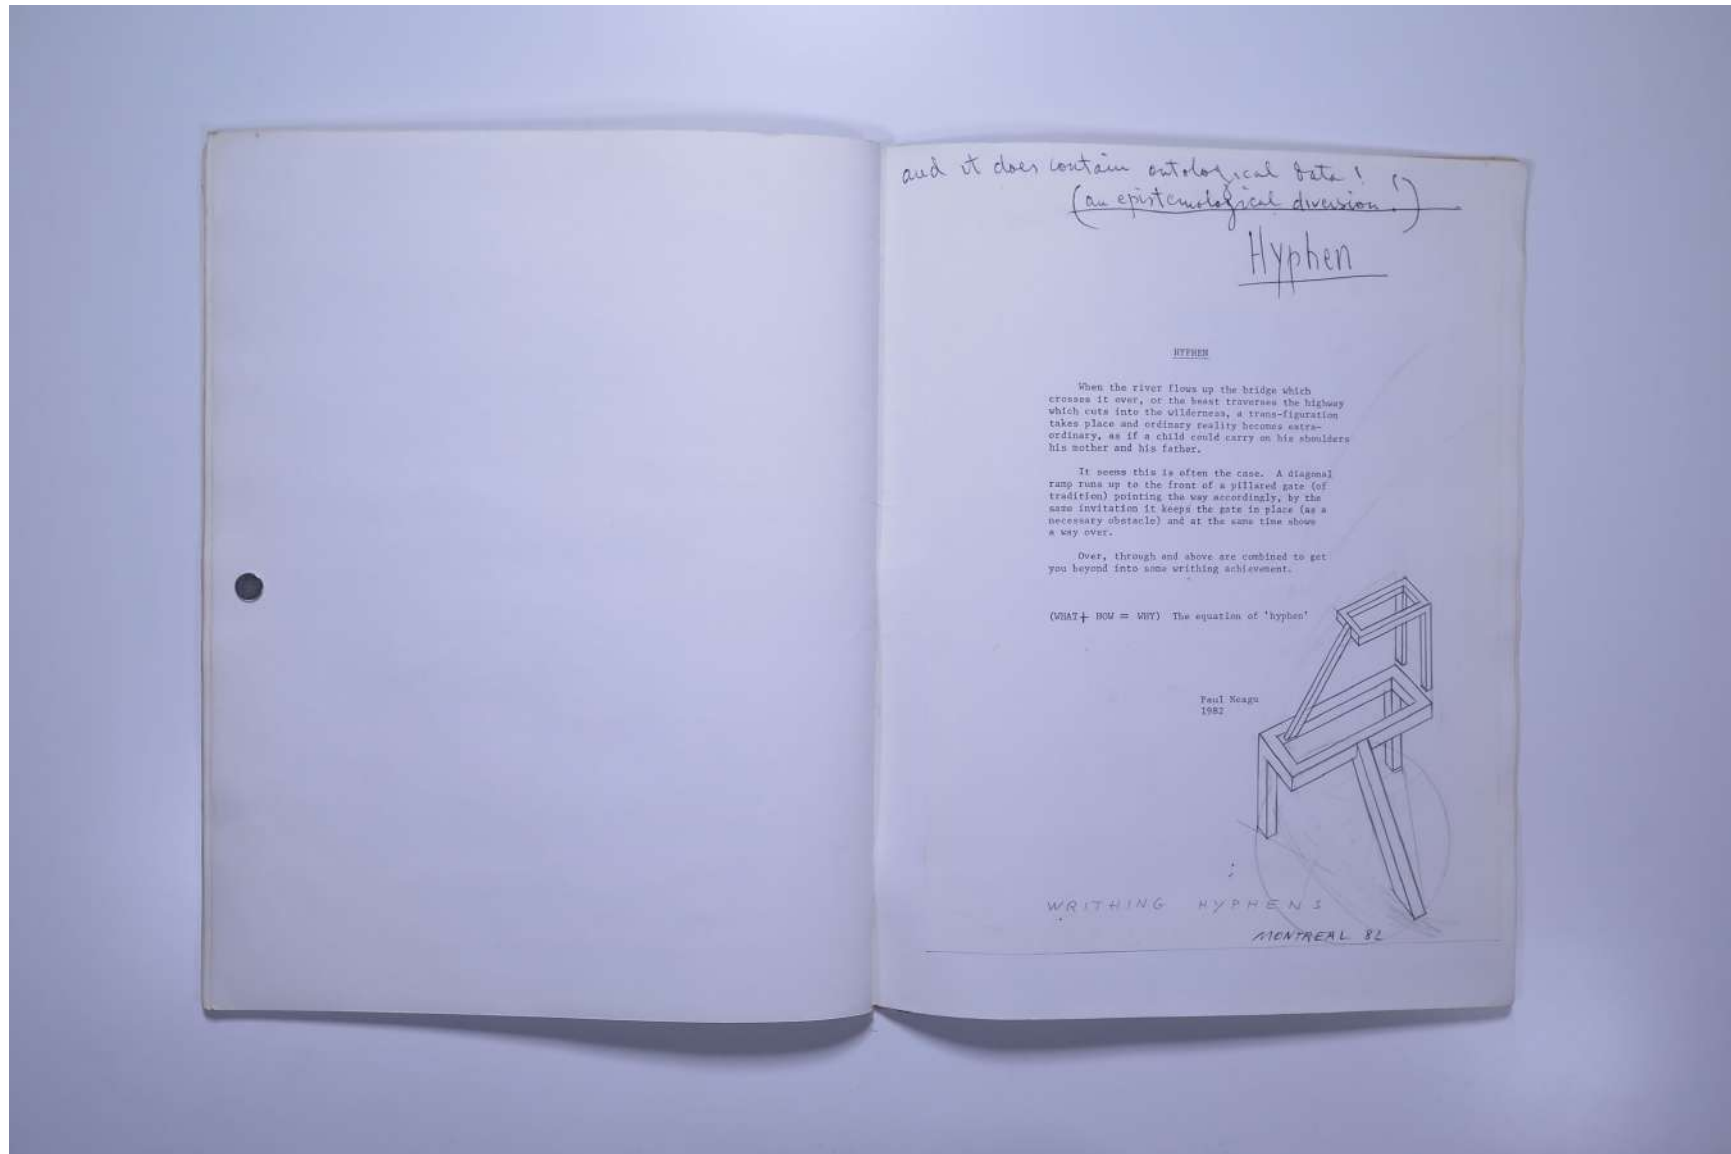 and it does contain ontological data!
(an epistemological diversion!!)
Hyphen
HYPHEN
When the river flows up the bridge which
crosses it over, or the beast traverses the highway
which cuts into the wilderness, a trans-figuration
takes place and ordinary reality becomes extra-
ordinary, as if a child could carry on his shoulders
his mother and his father.
It seems this is often the case. A diagonal
ramp runs up to the front of a pillared gate (of
tradition) pointing the way accordingly, by the
same invitation it keeps the gate in place (as a
necessary obstacle) and at the same time shows
a way over.
Over, through and above are combined to get
you beyond into some writhing achievement.
(WHAT+ HOW = WHY) The equation of 'hyphen'
Paul Neagu
1982
WRITHING HYPHENS
MONTREAL 82